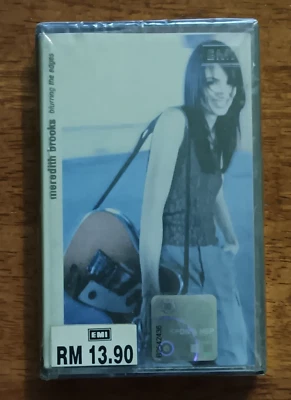 meredith brooks blurring the edges
EMI
EMI
RM 13.90